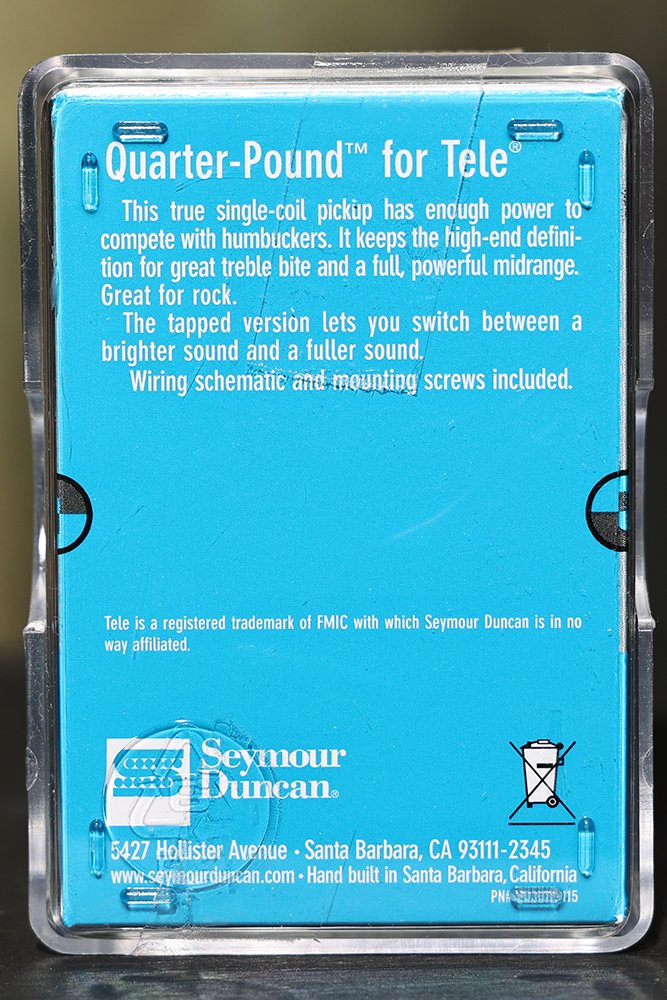 Quarter-Pound™ for Tele®
This true single-coil pickup has enough power to
compete with humbuckers. It keeps the high-end defini-
tion for great treble bite and a full, powerful midrange.
Great for rock.
The tapped version lets you switch between a
brighter sound and a fuller sound.
Wiring schematic and mounting screws included.
Tele is a registered trademark of FMIC with which Seymour Duncan is in no
way affiliated.
Seymour
Duncan®
5427 Hollister Avenue • Santa Barbara, CA 93111-2345
www.seymourduncan.com • Hand built in Santa Barbara, California
PN#